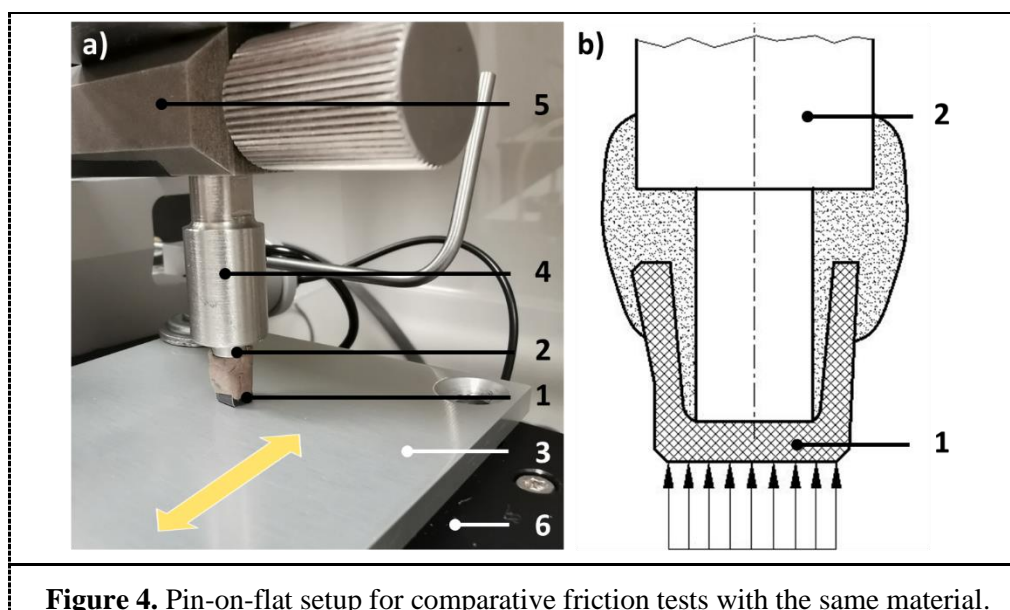 a)
5
4
2
1
3
6
b)
2
1
Figure 4. Pin-on-flat setup for comparative friction tests with the same material.